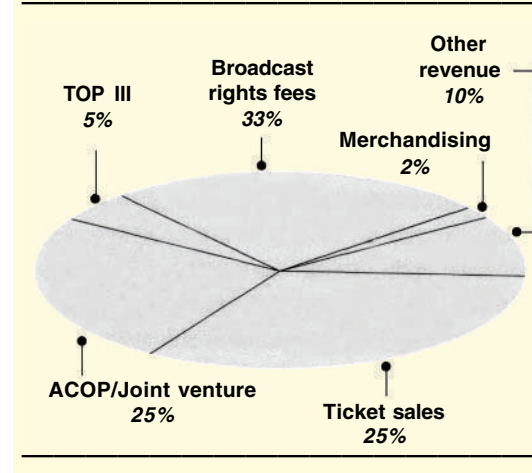 Other
revenue
10%
Broadcast
rights fees
33%
TOP III
5%
Merchandising
2%
ACOP/Joint venture
25%
Ticket sales
25%